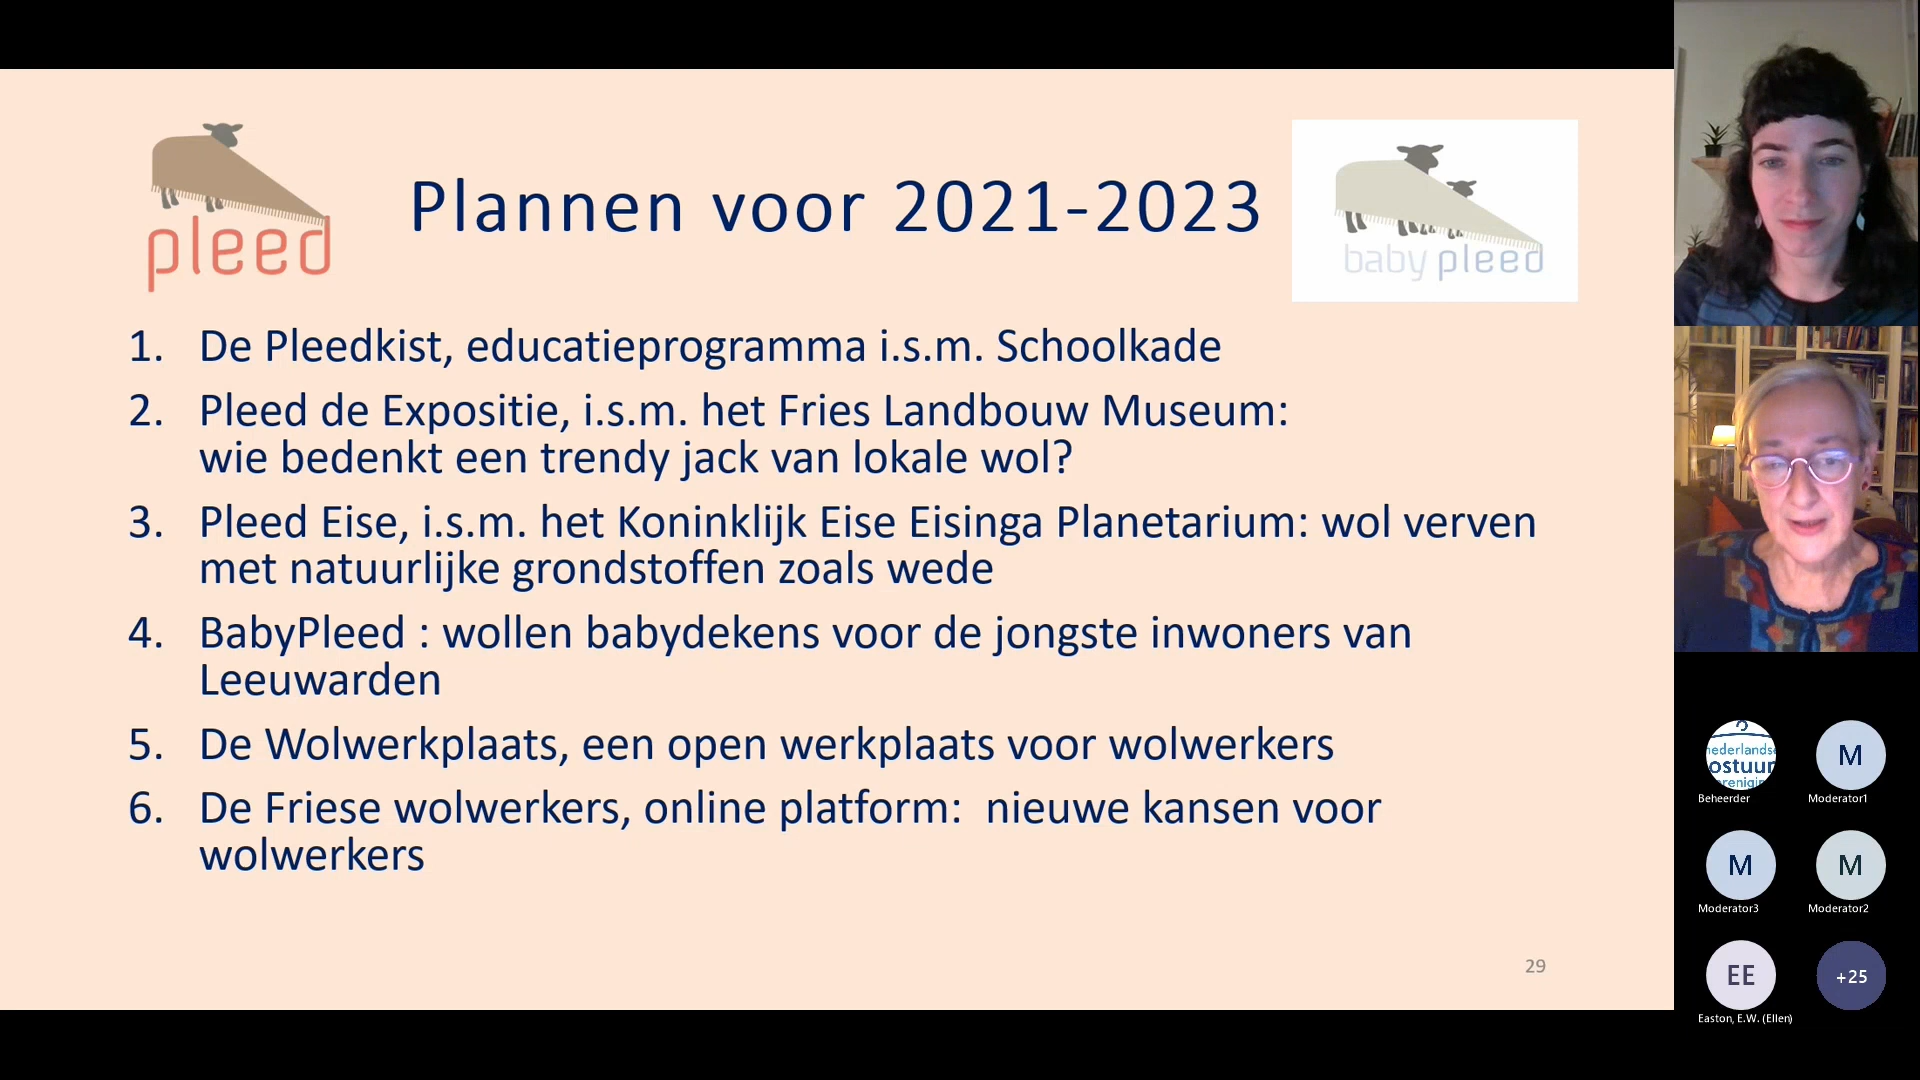 pleed
Plannen voor 2021-2023
baby pleed
1. De Pleedkist, educatieprogramma i.s.m. Schoolkade
2. Pleed de Expositie, i.s.m. het Fries Landbouw Museum:
wie bedenkt een trendy jack van lokale wol?
3. Pleed Eise, i.s.m. het Koninklijk Eise Eisinga Planetarium: wol verven
met natuurlijke grondstoffen zoals wede
4. BabyPleed : wollen babydekens voor de jongste inwoners van
Leeuwarden
5. De Wolwerkplaats, een open werkplaats voor wolwerkers
6. De Friese wolwerkers, online platform:  nieuwe kansen voor
wolwerkers
29
nederlandse
ostuum
erenigin
Beheerder
M
Moderator1
M
Moderator3
M
Moderator2
EE
Easton, E.W. (Ellen)
+25